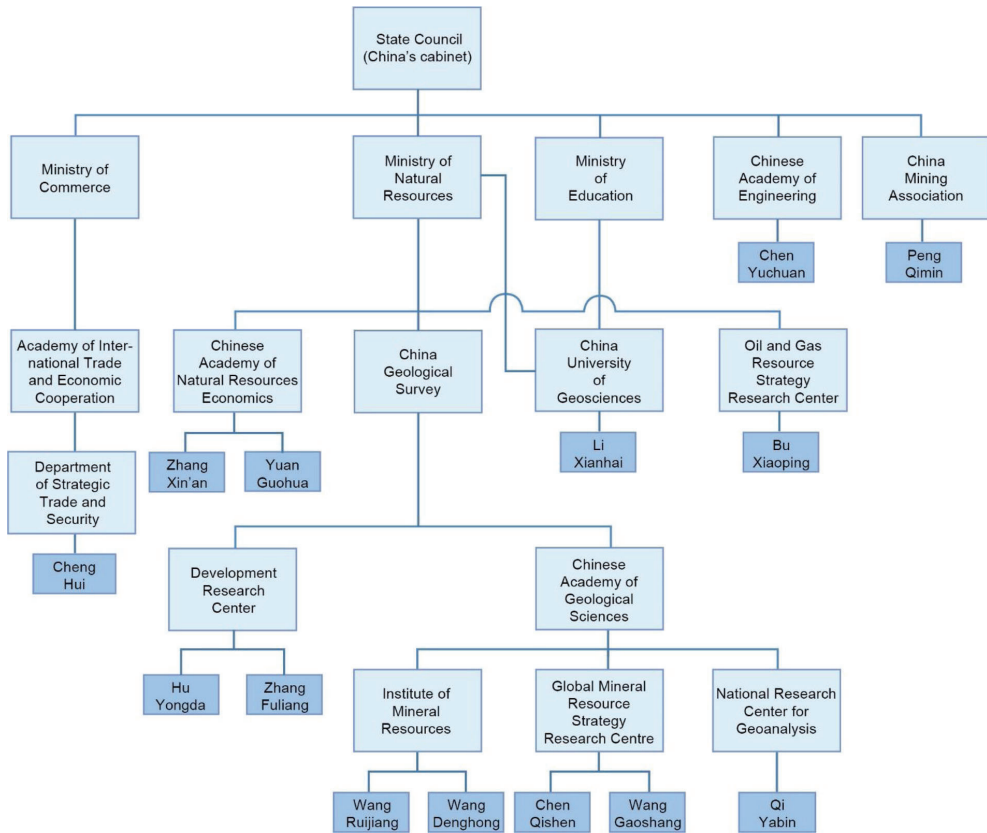 State Council
(China's cabinet)
Ministry of
Commerce
Ministry of
Natural
Resources
Ministry
of
Education
Chinese
Academy of
Engineering
China
Mining
Association
Chen
Yuchuan
Peng
Qimin
Academy of Inter-
national Trade
and Economic
Cooperation
Chinese
Academy of
Natural Resources
Economics
China
Geological
Survey
China
University
of
Geosciences
Oil and Gas
Resource
Strategy
Research Center
Zhang
Xin'an
Yuan
Guohua
Li
Xianhai
Bu
Xiaoping
Department
of Strategic
Trade and
Security
Cheng
Hui
Development
Research
Center
Chinese
Academy of
Geological
Sciences
Hu
Yongda
Zhang
Fuliang
Institute of
Mineral
Resources
Global Mineral
Resource
Strategy
Research Centre
National Research
Center for
Geoanalysis
Wang
Ruijiang
Wang
Denghong
Chen
Qishen
Wang
Gaoshang
Qi
Yabin